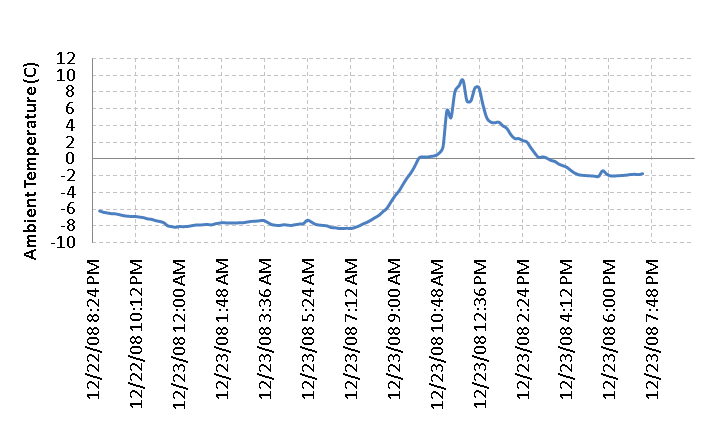 12
10
8
6
4
2
0
-2
-4
-6
-8
-10
Ambient Temperature (C)
12/22/08 8:24 PM
12/22/08 10:12 PM
12/23/08 12:00 AM
12/23/08 1:48 AM
12/23/08 3:36 AM
12/23/08 5:24 AM
12/23/08 7:12 AM
12/23/08 9:00 AM
12/23/08 10:48 AM
12/23/08 12:36 PM
12/23/08 2:24 PM
12/23/08 4:12 PM
12/23/08 6:00 PM
12/23/08 7:48 PM